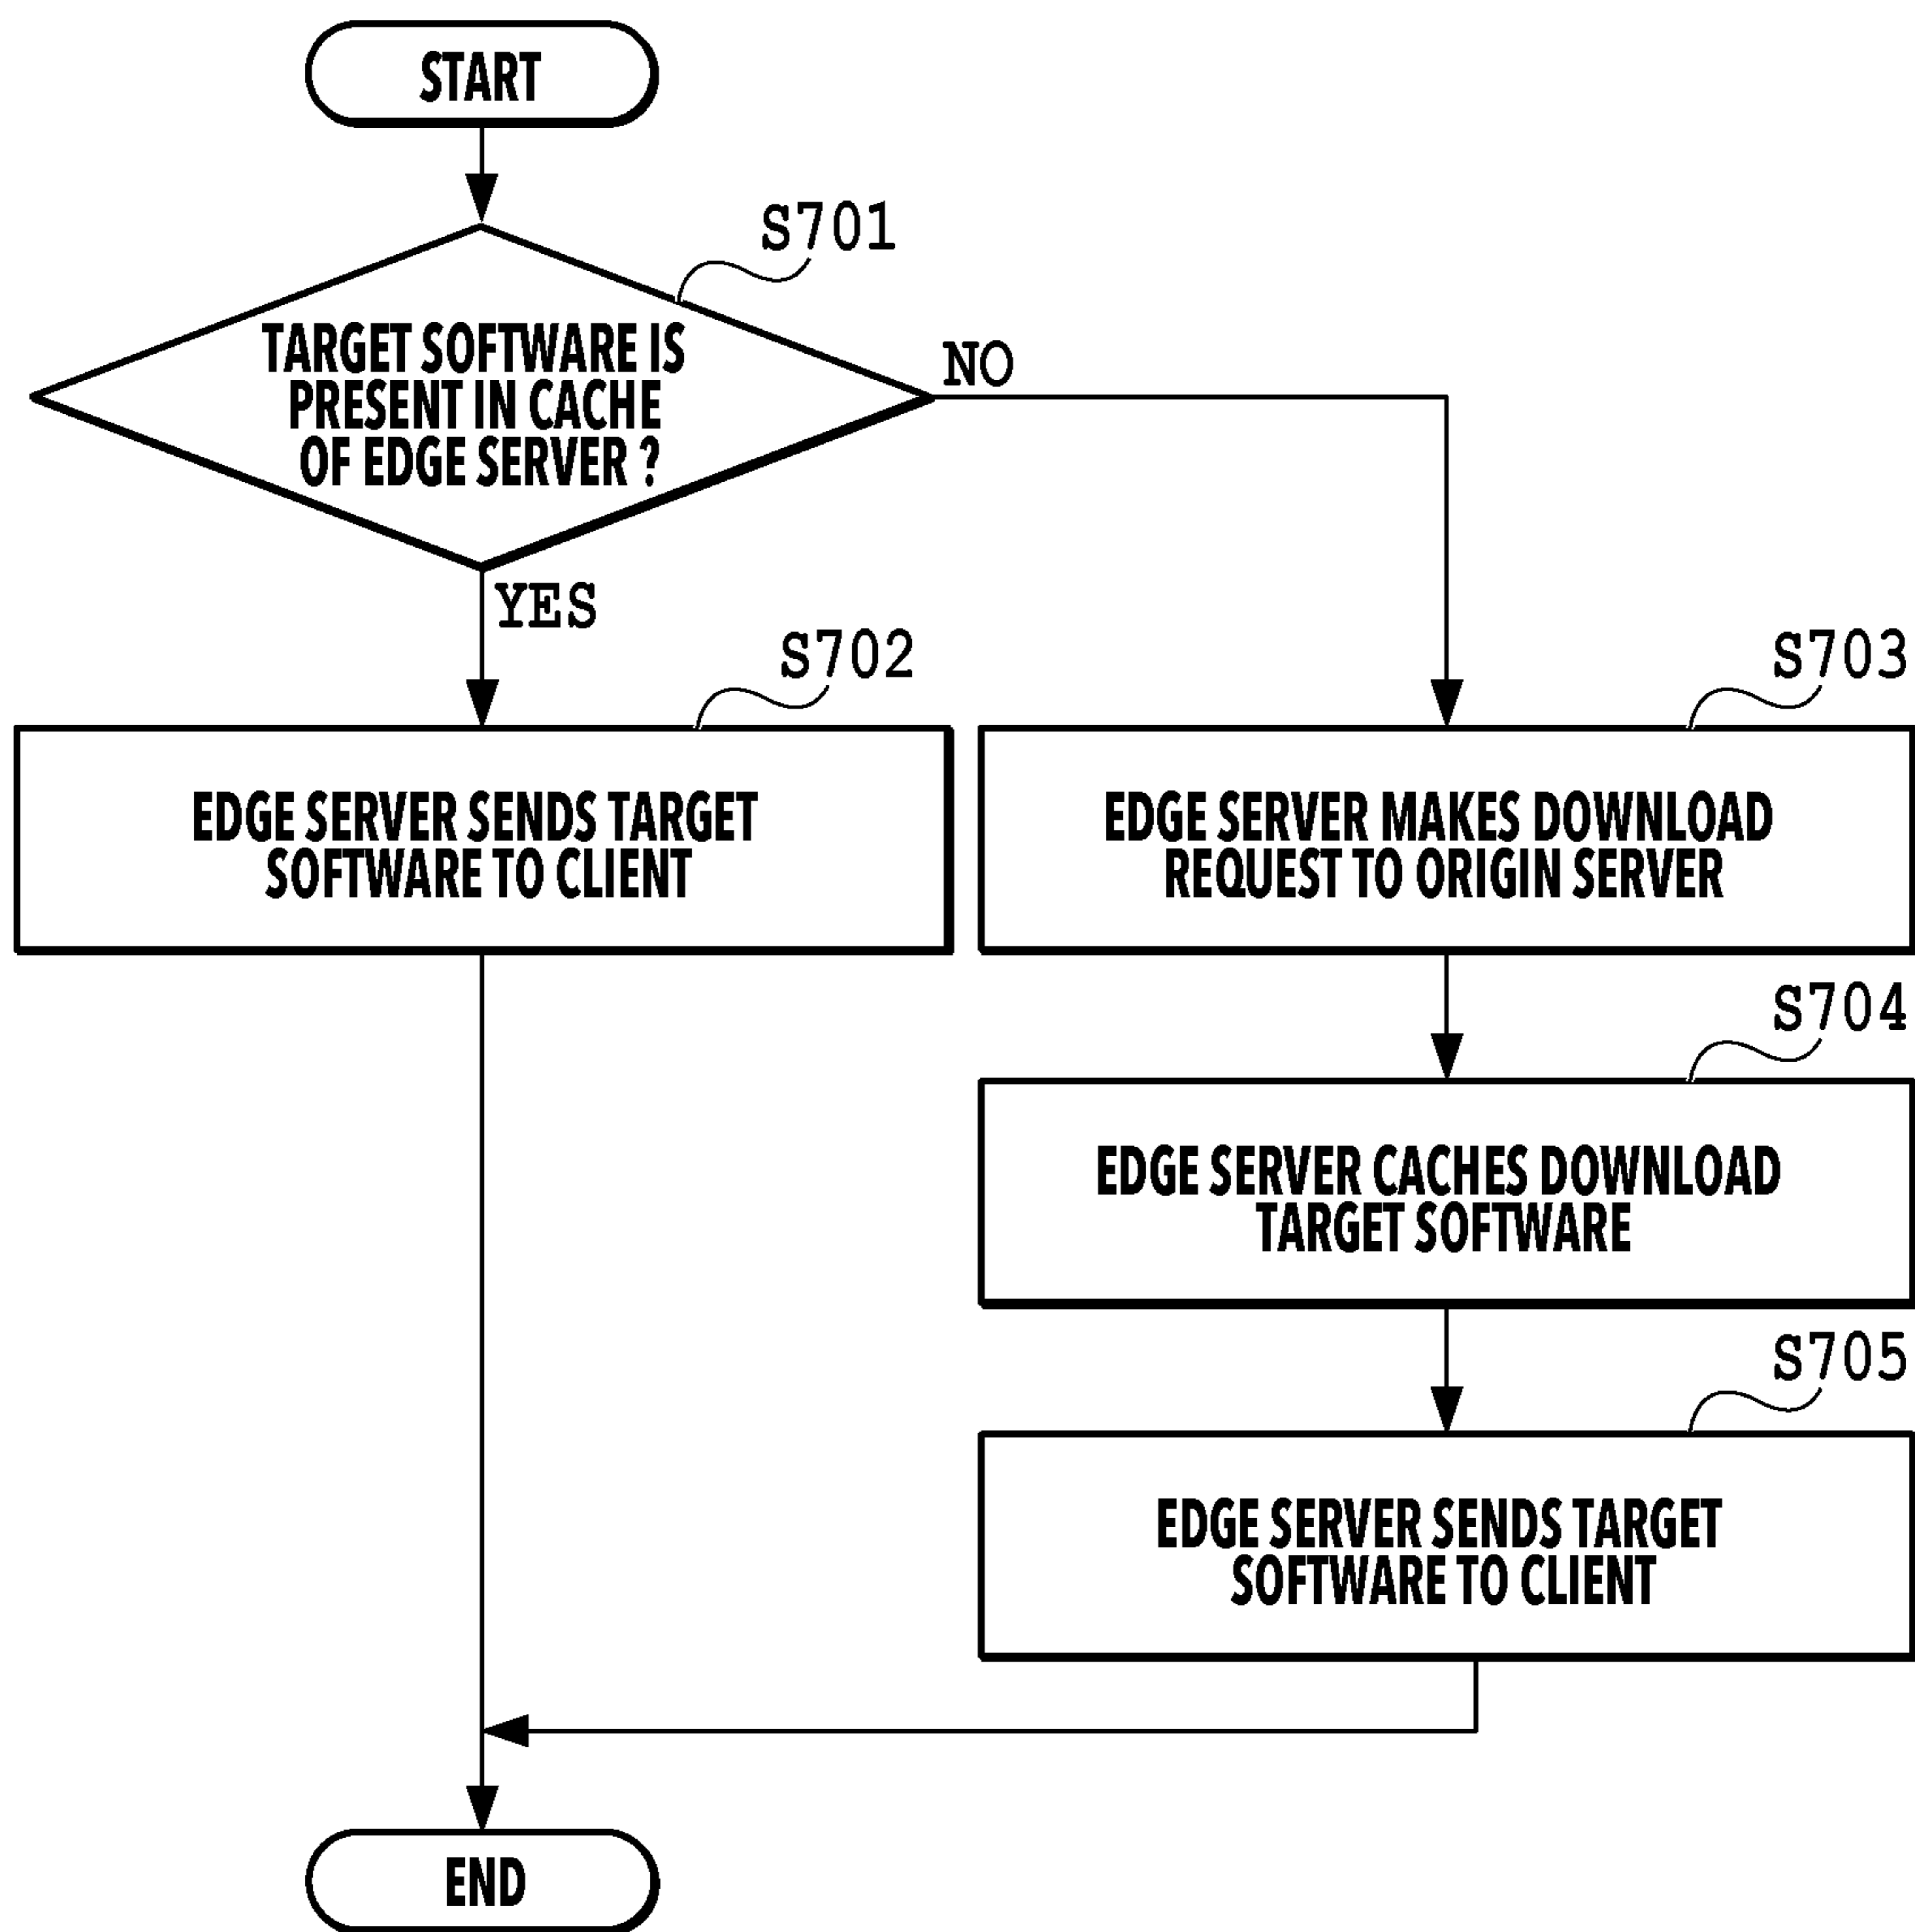 START
S701
TARGET SOFTWARE IS
PRESENT IN CACHE
OF EDGE SERVER ?
NO
YES
S702
EDGE SERVER SENDS TARGET
SOFTWARE TO CLIENT
S703
EDGE SERVER MAKES DOWNLOAD
REQUEST TO ORIGIN SERVER
S704
EDGE SERVER CACHES DOWNLOAD
TARGET SOFTWARE
S705
EDGE SERVER SENDS TARGET
SOFTWARE TO CLIENT
END